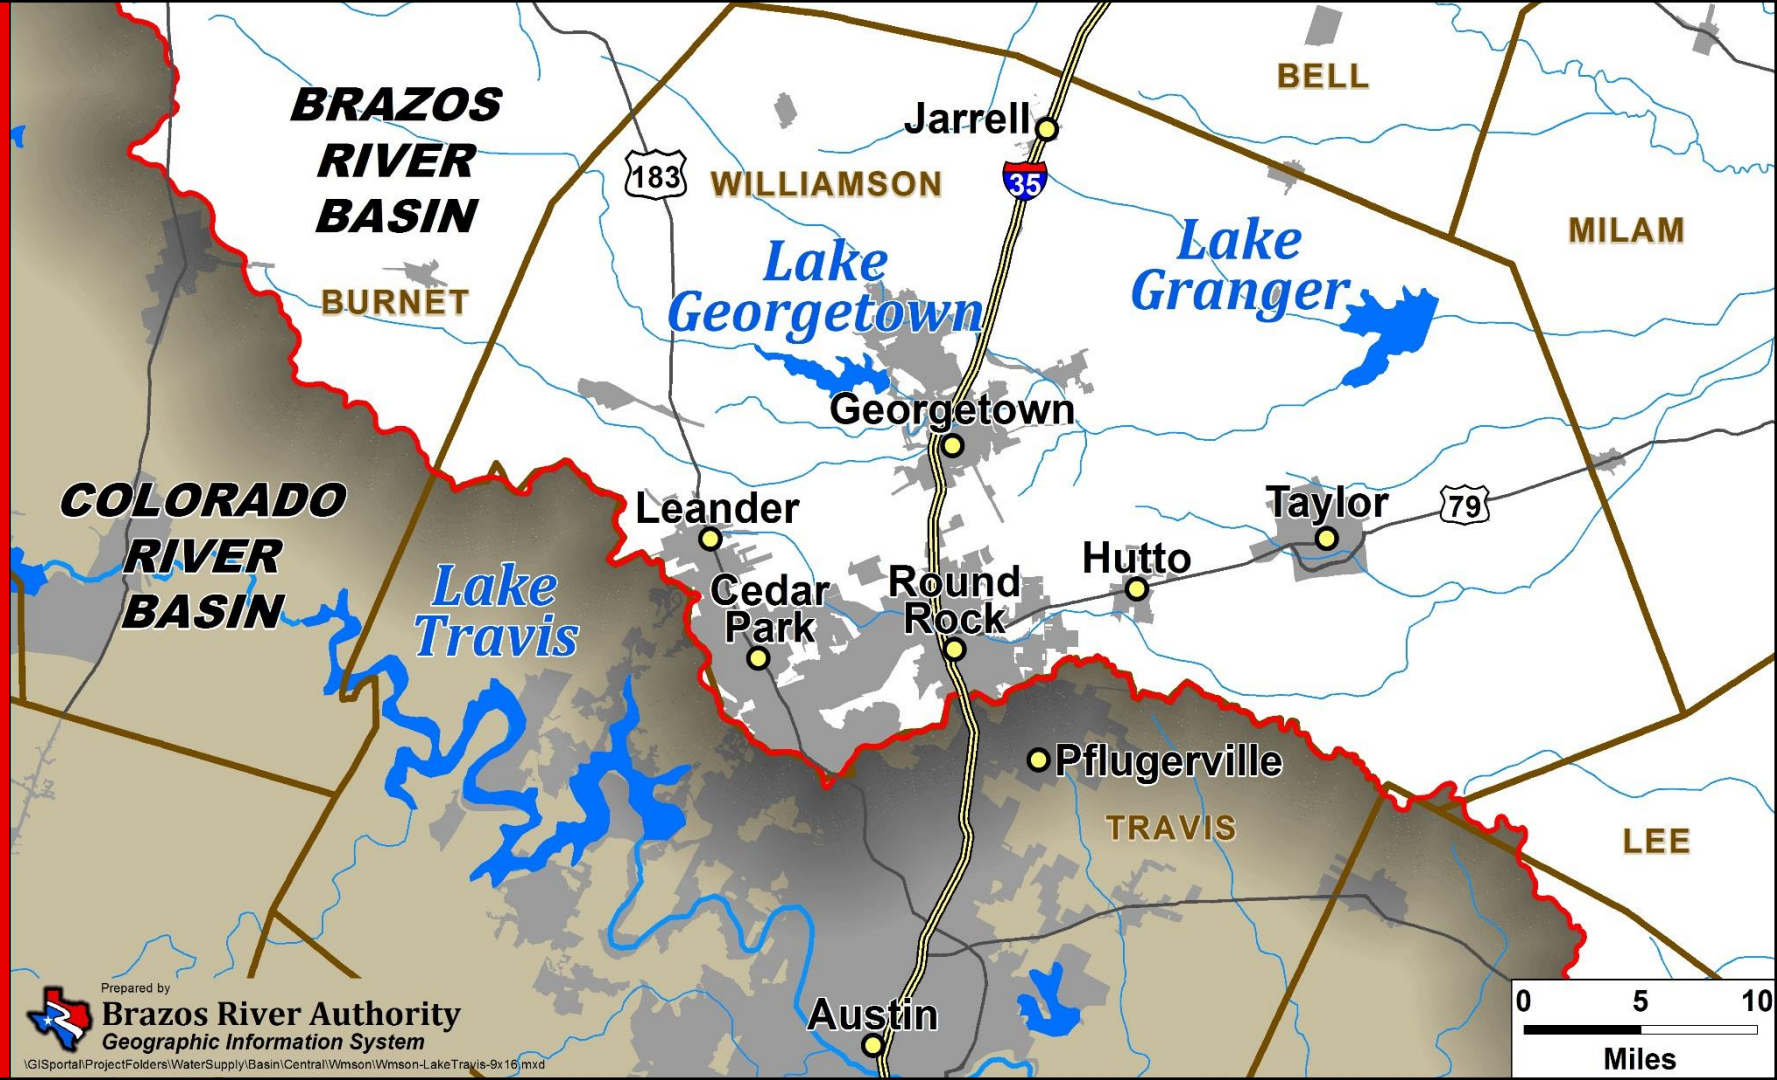 BRAZOS
RIVER
BASIN
BELL
Jarrell
183
WILLIAMSON
35
MILAM
Lake
Georgetown
Lake
Granger
BURNET
Georgetown
COLORADO
RIVER
BASIN
Leander
Taylor
79
Hutto
Lake
Travis
Cedar
Park
Round
Rock
Pflugerville
TRAVIS
LEE
Austin
Prepared by
Brazos River Authority
Geographic Information System
\GISportal\ProjectFolders\WaterSupply\Basin\Central\Wmson\Wmson-LakeTravis-9x16.mxd
0 5 10
Miles